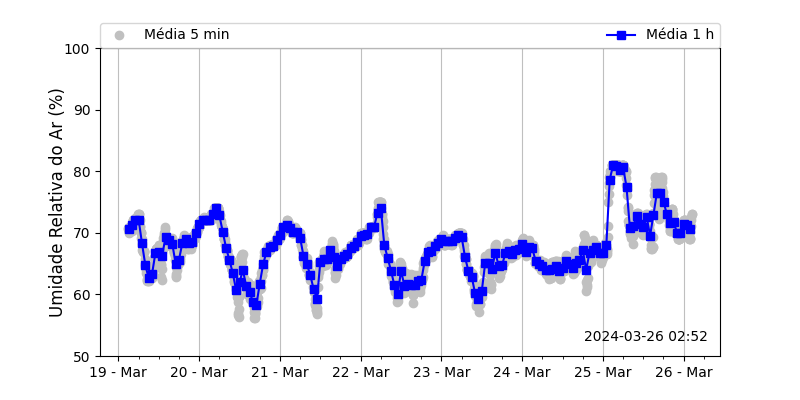 Média 5 min
Média 1 h
Umidade Relativa do Ar (%)
100
90
80
70
60
50
2024-03-26 02:52
19 - Mar
20 - Mar
21 - Mar
22 - Mar
23 - Mar
24 - Mar
25 - Mar
26 - Mar